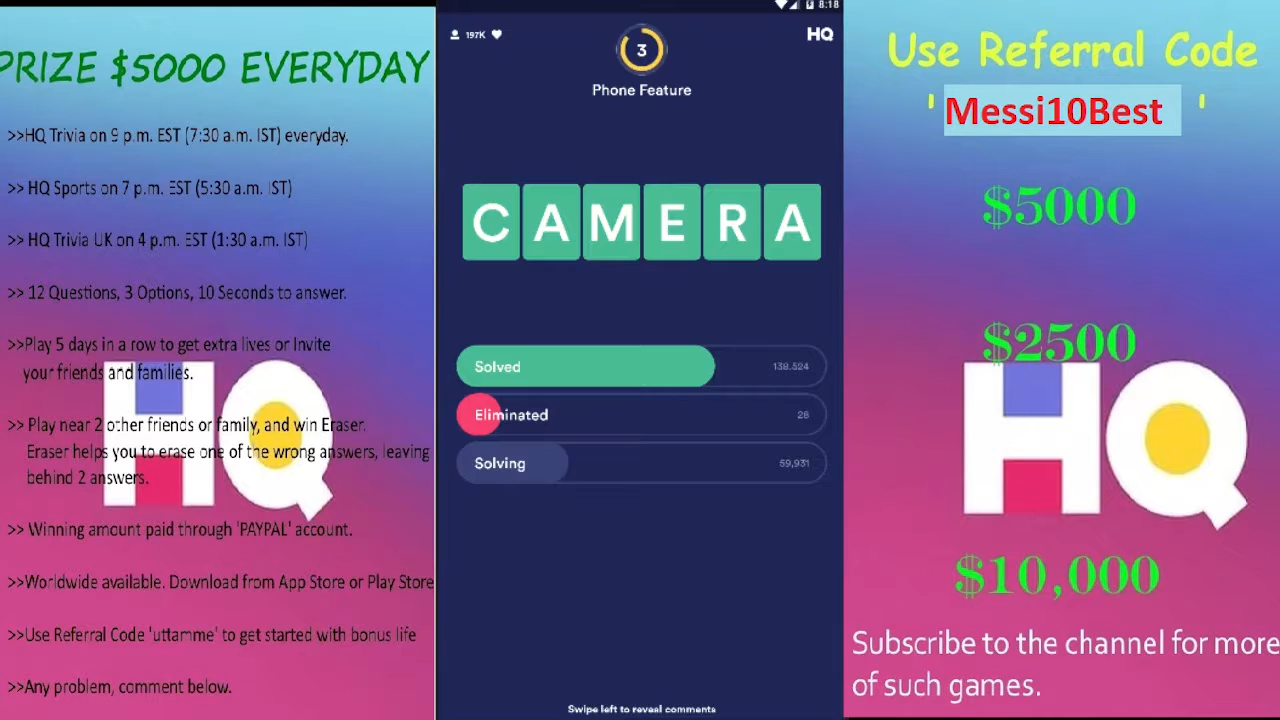 PRIZE $5000 EVERYDAY
>>HQ Trivia on 9 p.m. EST (7:30 a.m. IST) everyday.
>> HQ Sports on 7 p.m. EST (5:30 a.m. IST)
>> HQ Trivia UK on 4 p.m. EST (1:30 a.m. IST)
>> 12 Questions, 3 Options, 10 Seconds to answer.
>>Play 5 days in a row to get extra lives or Invite
your friends and families.
>> Play near 2 other friends or family, and win Eraser.
Eraser helps you to erase one of the wrong answers, leaving
behind 2 answers.
HQ
>> Winning amount paid through 'PAYPAL' account.
>>Worldwide available. Download from App Store or Play Store
>>Use Referral Code 'uttamme' to get started with bonus life
>>Any problem, comment below.
8:18
197K
3
HQ
Phone Feature
CAMERA
Solved 138,524
Eliminated 26
Solving 59,931
Swipe left to reveal comments
Use Referral Code
' Messi10Best '
$5000
$2500
HQ
$10,000
Subscribe to the channel for more
of such games.